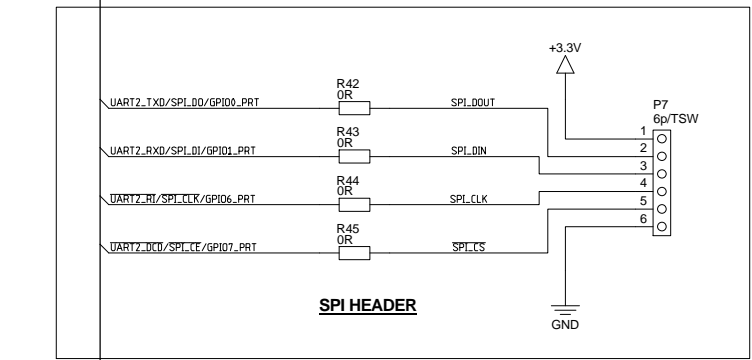 +3.3V
R42
0R
UART2_TXD/SPI_DO/GPIO0_PRT
SPI_DOUT
P7
6p/TSW
1
R43
0R
2
UART2_RXD/SPI_DI/GPIO1_PRT
SPI_DIN
3
R44
0R
4
UART2_RI/SPI_CLK/GPIO6_PRT
SPI_CLK
5
R45
0R
6
UART2_DCD/SPI_CE/GPIO7_PRT
SPI_CS
SPI HEADER
GND